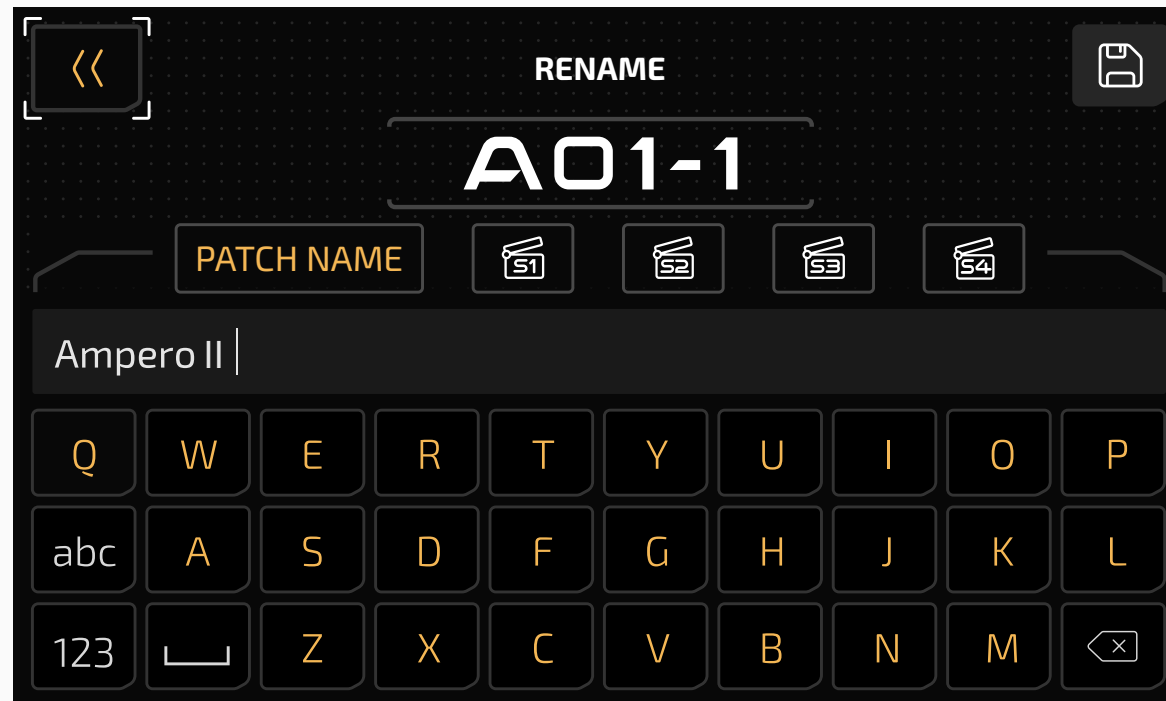 RENAME
A01-1
PATCH NAME S1 S2 S3 S4
Ampero II
Q W E R T Y U I O P
abc A S D F G H J K L
123 Z X C V B N M